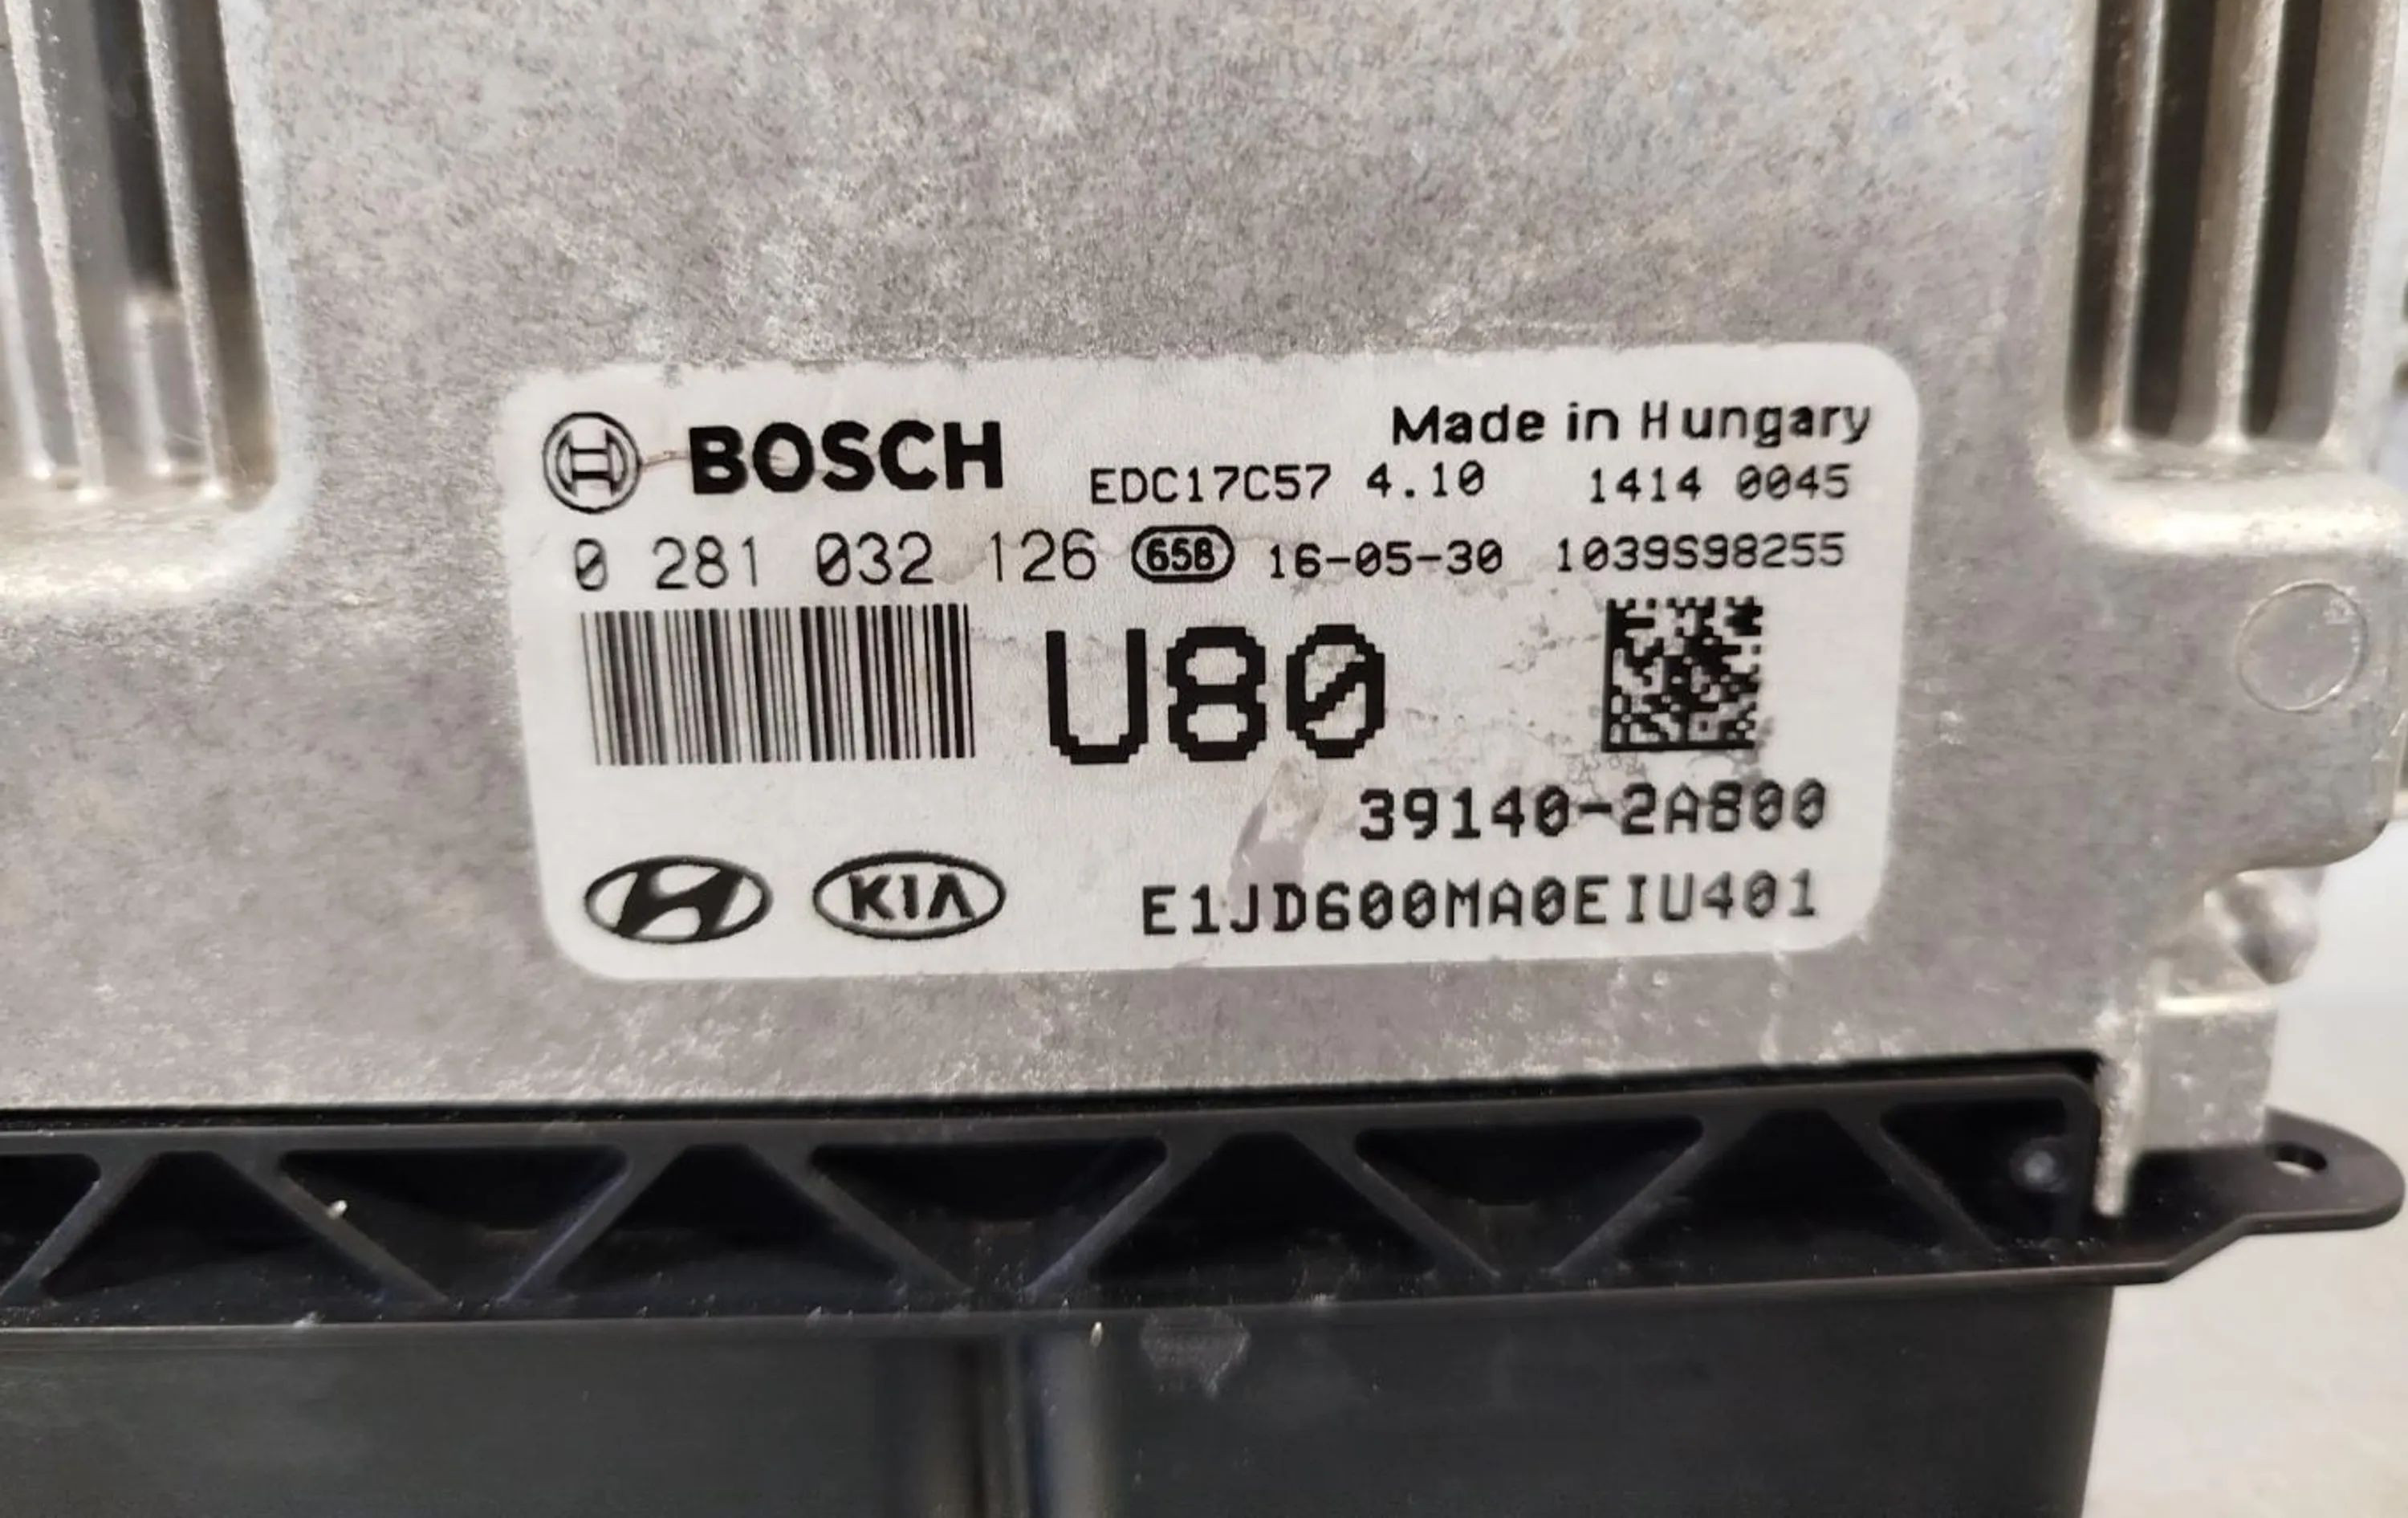 BOSCH
Made in Hungary
EDC17C57 4.10 1414 0045
0 281 032 126 658 16-05-30 1039S98255
U80
39140-2A800
KIA E1JD600MA0EIU401